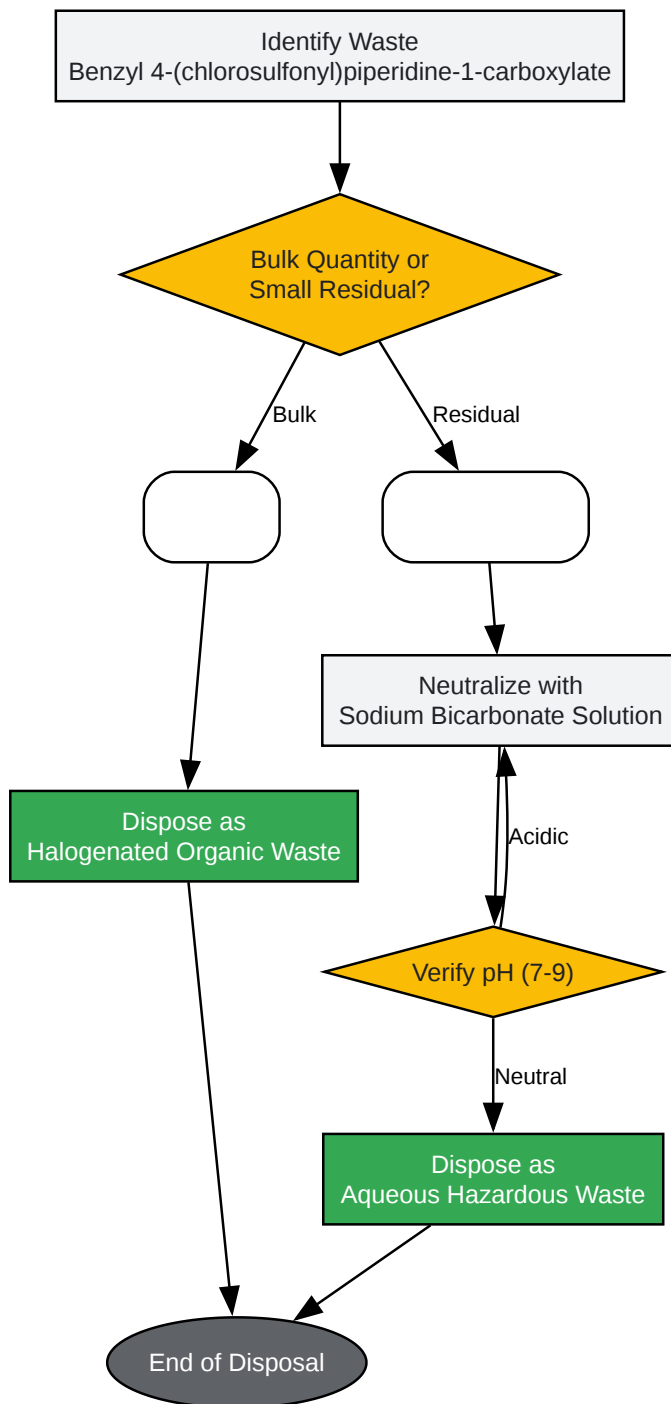 Identify Waste
Benzyl 4-(chlorosulfonyl)piperidine-1-carboxylate
Bulk Quantity or
Small Residual?
Bulk
Residual
Neutralize with
Sodium Bicarbonate Solution
Dispose as
Halogenated Organic Waste
Acidic
Verify pH (7-9)
Neutral
Dispose as
Aqueous Hazardous Waste
End of Disposal